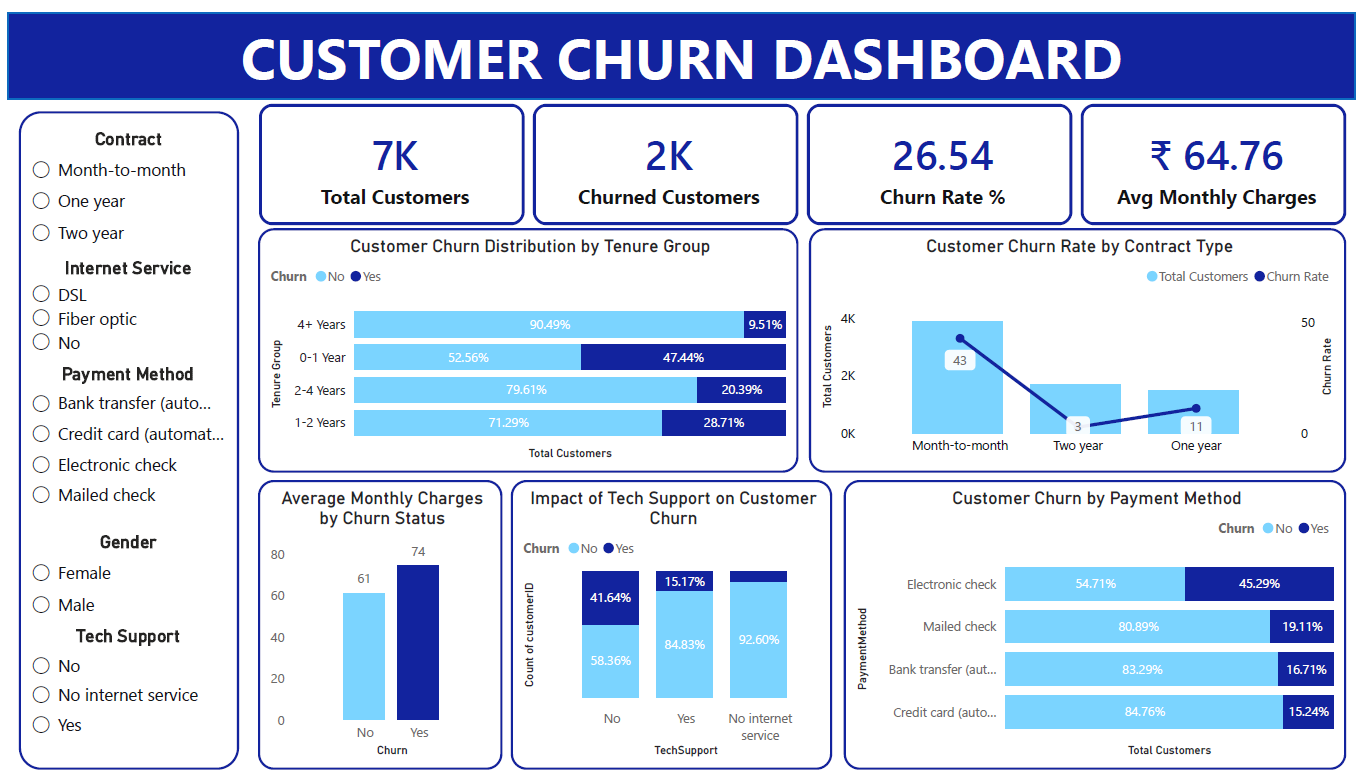 CUSTOMER CHURN DASHBOARD
Contract
Month-to-month
One year
Two year
Internet Service
DSL
Fiber optic
No
Payment Method
Bank transfer (auto...
Credit card (automat...
Electronic check
Mailed check
Gender
Female
Male
Tech Support
No
No internet service
Yes
7K
Total Customers
2K
Churned Customers
26.54
Churn Rate %
₹ 64.76
Avg Monthly Charges
Customer Churn Distribution by Tenure Group
Churn No Yes
Tenure Group
4+ Years 90.49% 9.51%
0-1 Year 52.56% 47.44%
2-4 Years 79.61% 20.39%
1-2 Years 71.29% 28.71%
Total Customers
Customer Churn Rate by Contract Type
Total Customers Churn Rate
Total Customers
4K
2K
0K
43
3
11
50
0
Churn Rate
Month-to-month Two year One year
Average Monthly Charges
by Churn Status
80
60
40
20
0
61
74
No Yes
Churn
Impact of Tech Support on Customer
Churn
Churn No Yes
Count of customerID
41.64% 15.17%
58.36% 84.83% 92.60%
No Yes No internet
service
TechSupport
Customer Churn by Payment Method
Churn No Yes
PaymentMethod
Electronic check 54.71% 45.29%
Mailed check 80.89% 19.11%
Bank transfer (aut... 83.29% 16.71%
Credit card (auto... 84.76% 15.24%
Total Customers